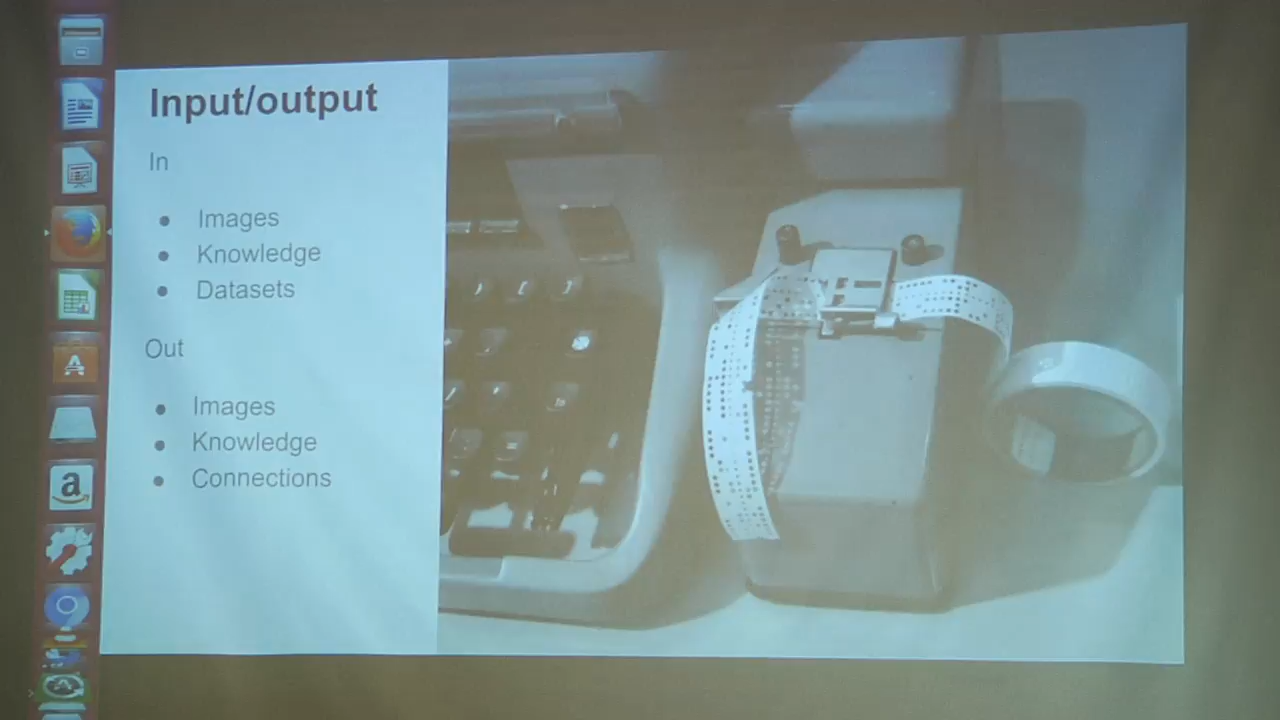 Input/output
In
● Images
● Knowledge
● Datasets
Out
● Images
● Knowledge
● Connections
a